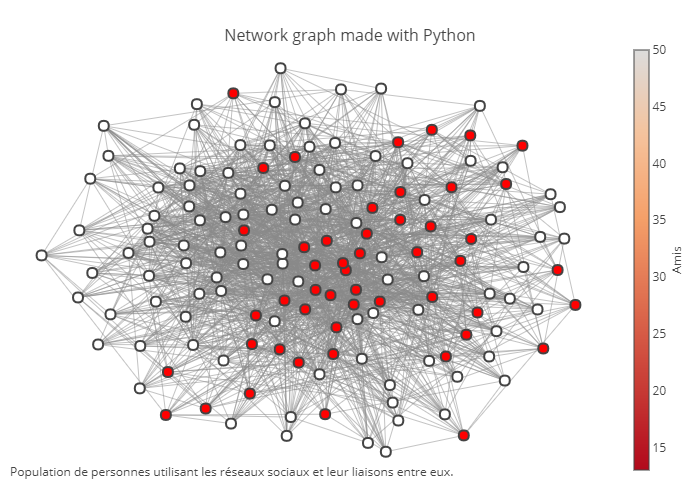 Network graph made with Python
50
45
40
35
30
25
20
15
Amis
Population de personnes utilisant les réseaux sociaux et leur liaisons entre eux.